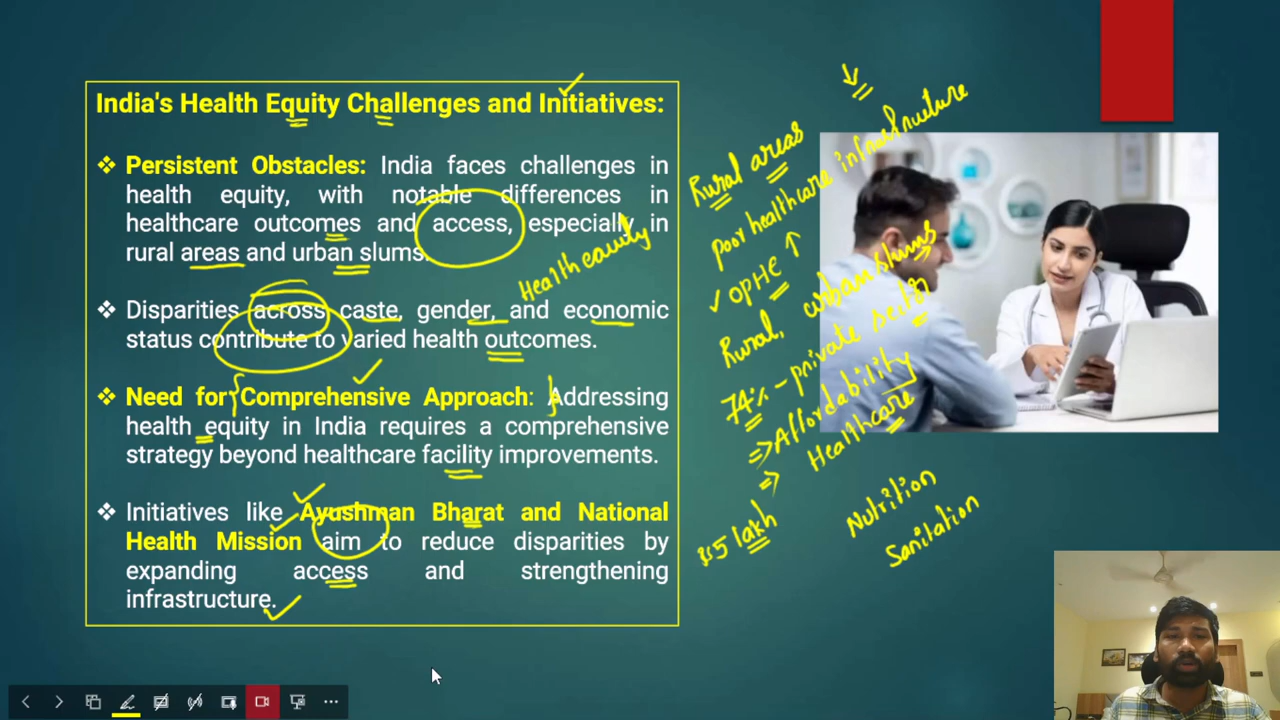 India's Health Equity Challenges and Initiatives:
❖ Persistent Obstacles: India faces challenges in
health equity, with notable differences in
healthcare outcomes and access, especially in
rural areas and urban slums.
❖ Disparities across caste, gender, and economic
status contribute to varied health outcomes.
❖ Need for Comprehensive Approach: Addressing
health equity in India requires a comprehensive
strategy beyond healthcare facility improvements.
❖ Initiatives like Ayushman Bharat and National
Health Mission aim to reduce disparities by
expanding access and strengthening
infrastructure.
Health equity
Rural areas
poor healthcare infrastructure
OPHE
Rural, urban slums
74% - private sector
⇒ Affordability
⇒ Healthcare
5 lakh
Nutrition
Sanitation